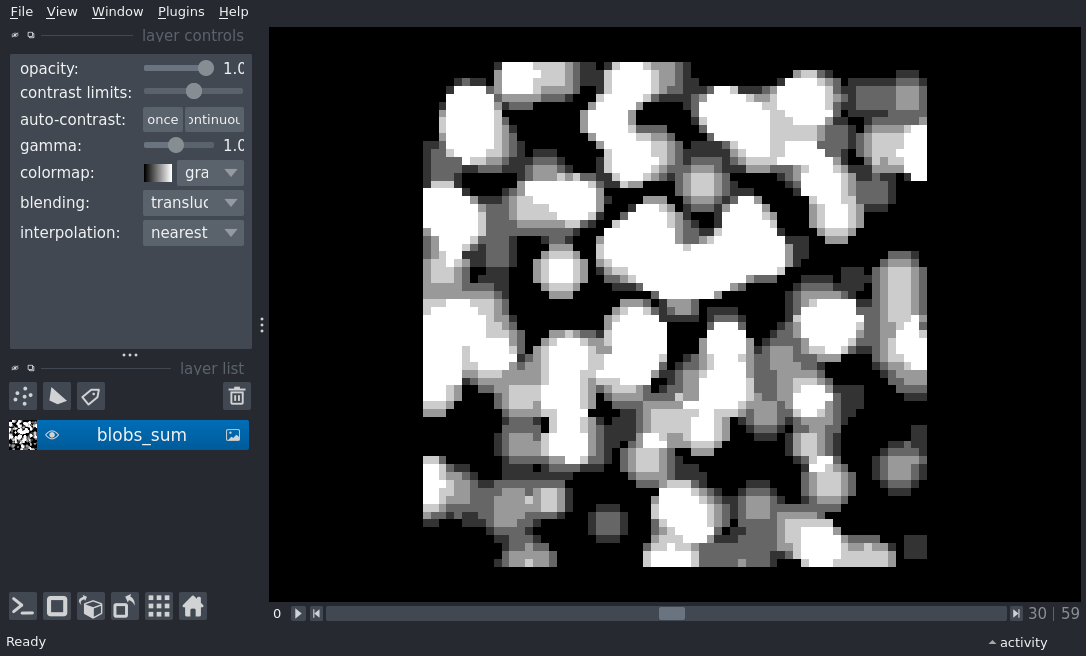 File View Window Plugins Help
layer controls
opacity: 1.0
contrast limits:
auto-contrast: once ontinuou
gamma: 1.0
colormap: gra
blending: transluc
interpolation: nearest
layer list
blobs_sum
0 30 | 59
Ready activity